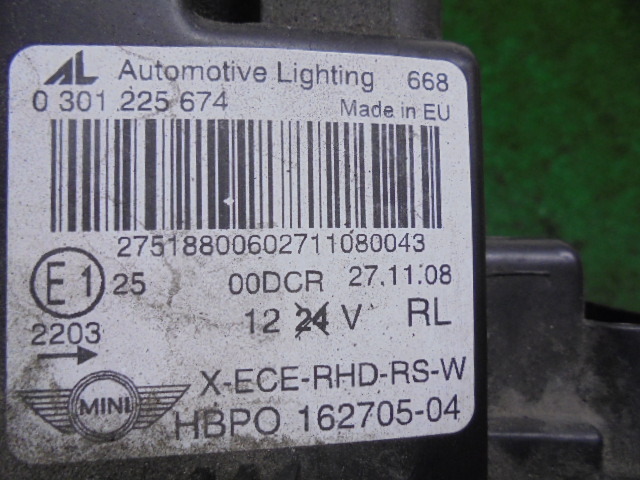 AL Automotive Lighting 668
0 301 225 674 Made in EU
27518800602711080043
E1 25 00DCR 27.11.08
2203 12 24 V RL
X-ECE-RHD-RS-W
MINI HBPO 162705-04